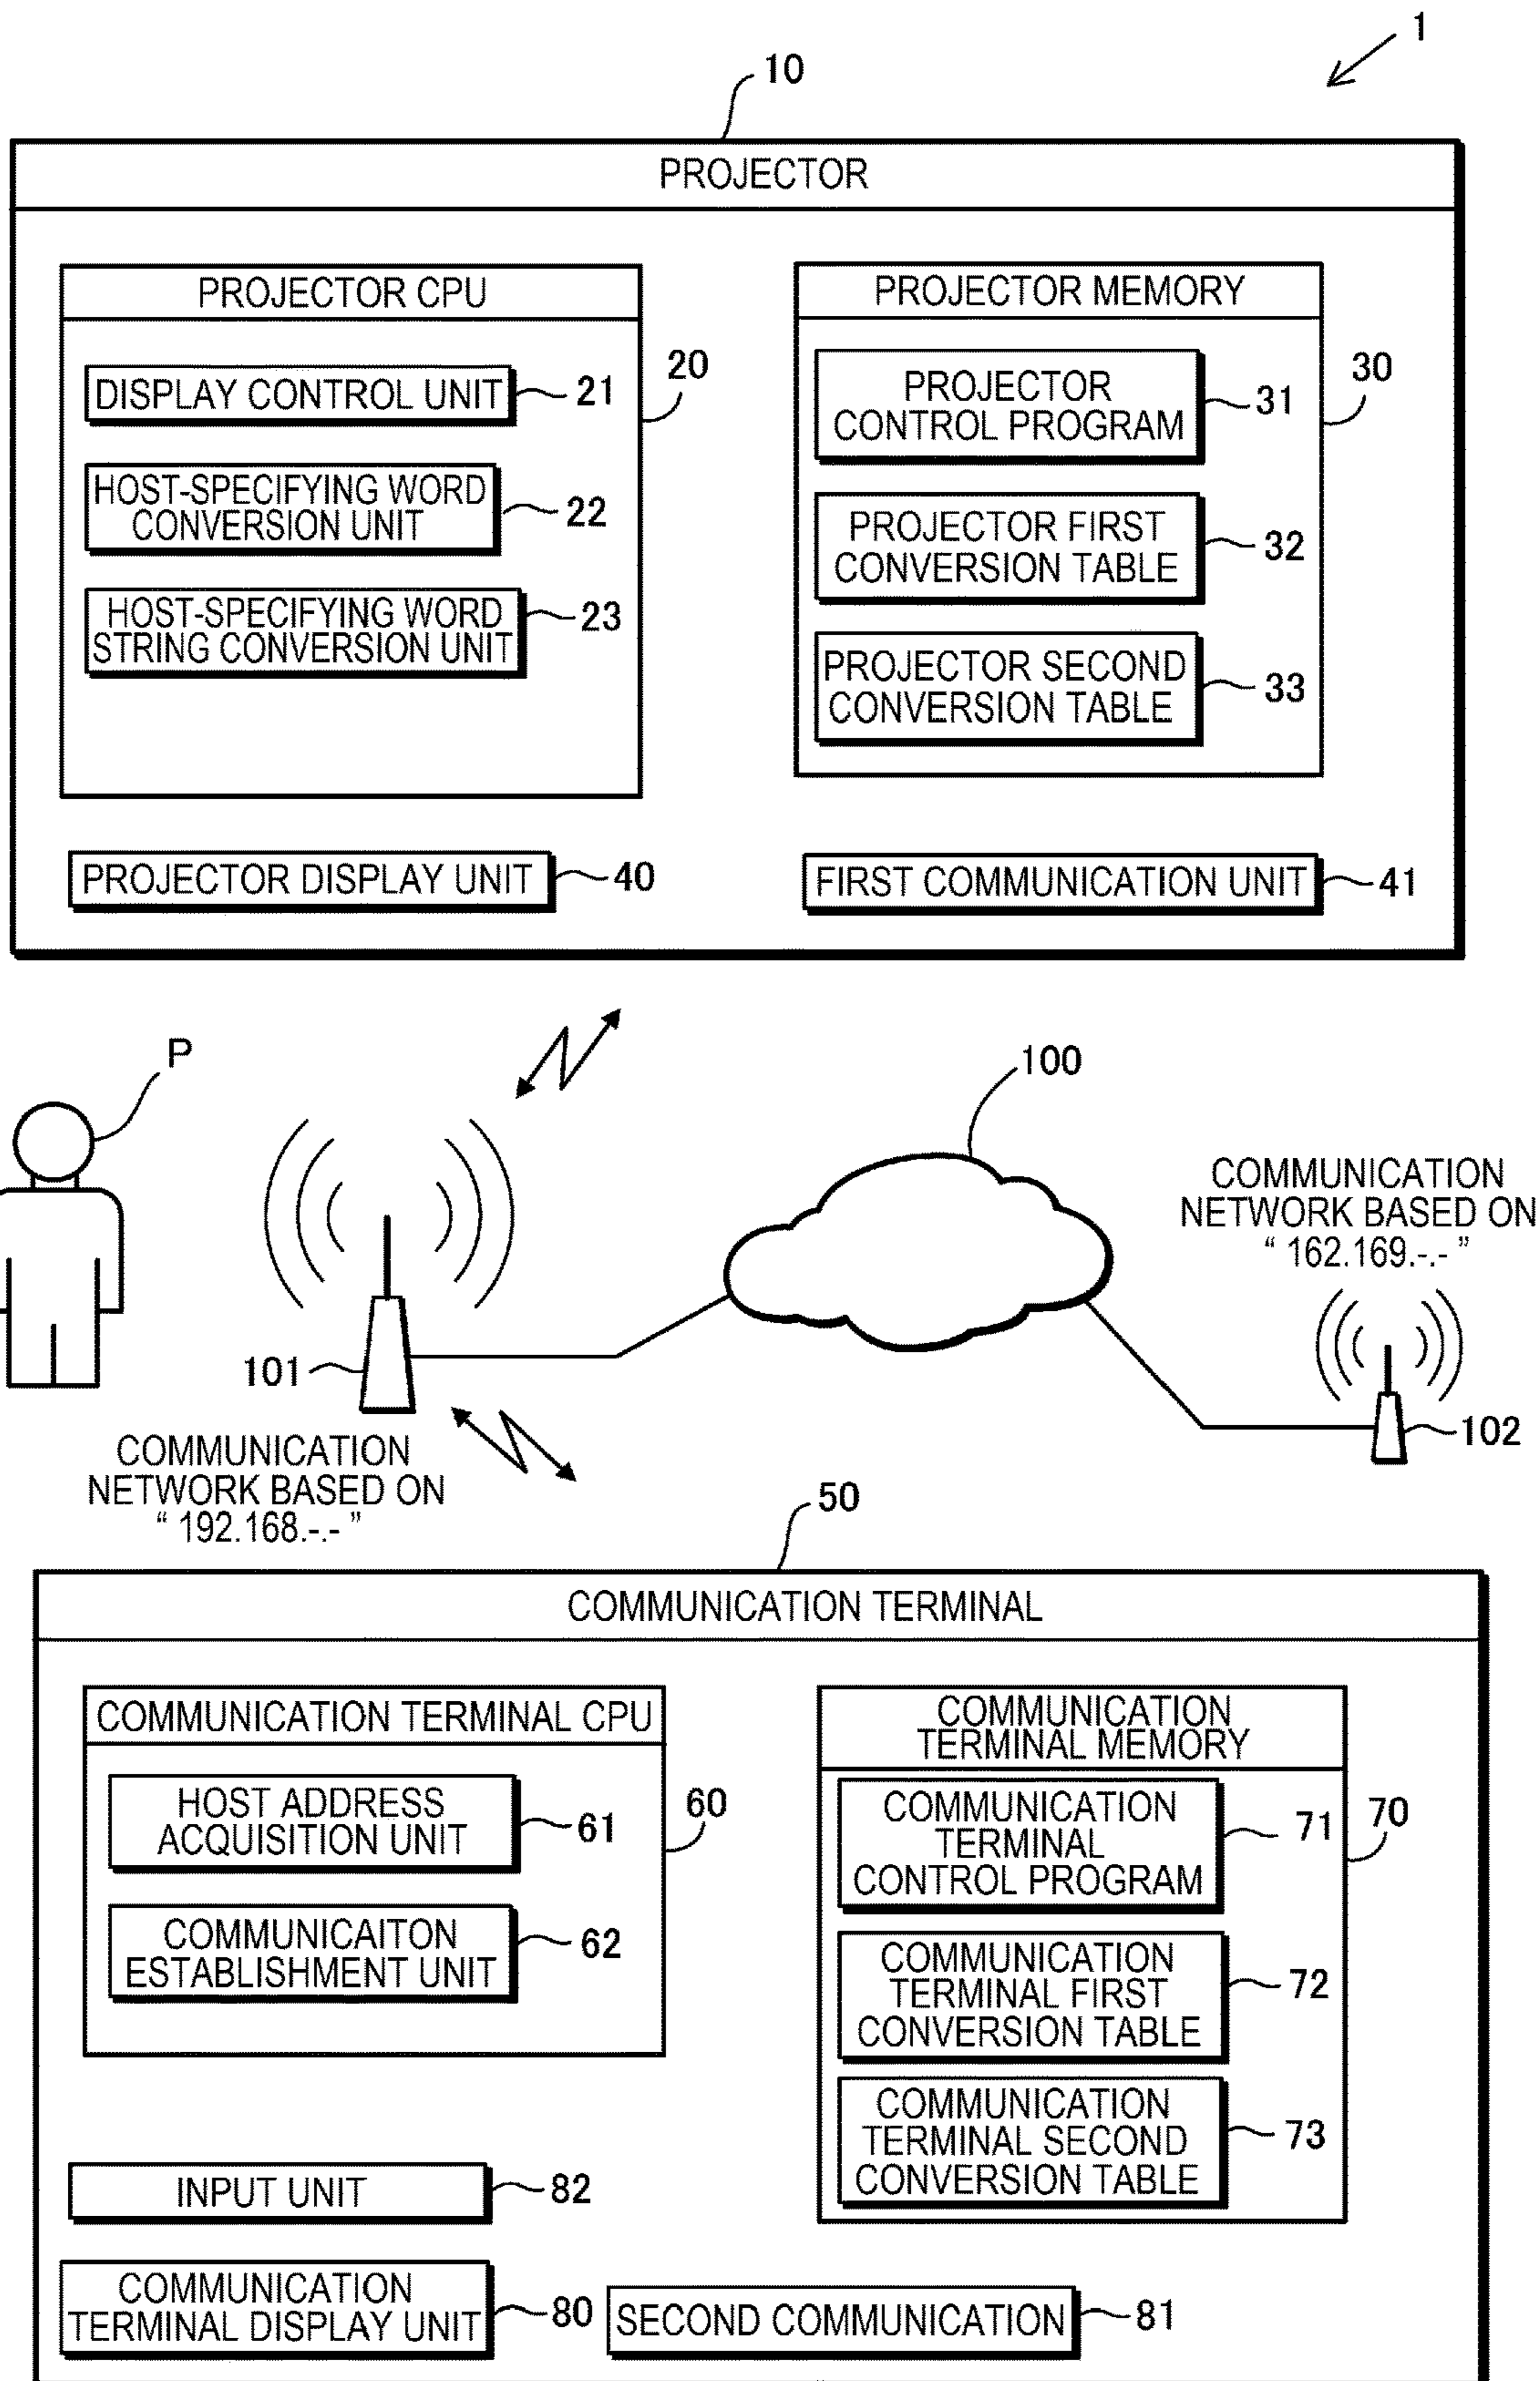 1
10
PROJECTOR
PROJECTOR CPU
DISPLAY CONTROL UNIT
21
20
HOST-SPECIFYING WORD
CONVERSION UNIT
22
HOST-SPECIFYING WORD
STRING CONVERSION UNIT
23
PROJECTOR MEMORY
PROJECTOR
CONTROL PROGRAM
31
30
PROJECTOR FIRST
CONVERSION TABLE
32
PROJECTOR SECOND
CONVERSION TABLE
33
PROJECTOR DISPLAY UNIT
40
FIRST COMMUNICATION UNIT
41
P
100
COMMUNICATION
NETWORK BASED ON
“ 162.169.-.- ”
101
102
COMMUNICATION
NETWORK BASED ON
“ 192.168.-.- ”
50
COMMUNICATION TERMINAL
COMMUNICATION TERMINAL CPU
HOST ADDRESS
ACQUISITION UNIT
61
60
COMMUNICAITON
ESTABLISHMENT UNIT
62
COMMUNICATION
TERMINAL MEMORY
COMMUNICATION
TERMINAL
CONTROL PROGRAM
71
70
COMMUNICATION
TERMINAL FIRST
CONVERSION TABLE
72
COMMUNICATION
TERMINAL SECOND
CONVERSION TABLE
73
INPUT UNIT
82
COMMUNICATION
TERMINAL DISPLAY UNIT
80
SECOND COMMUNICATION
81